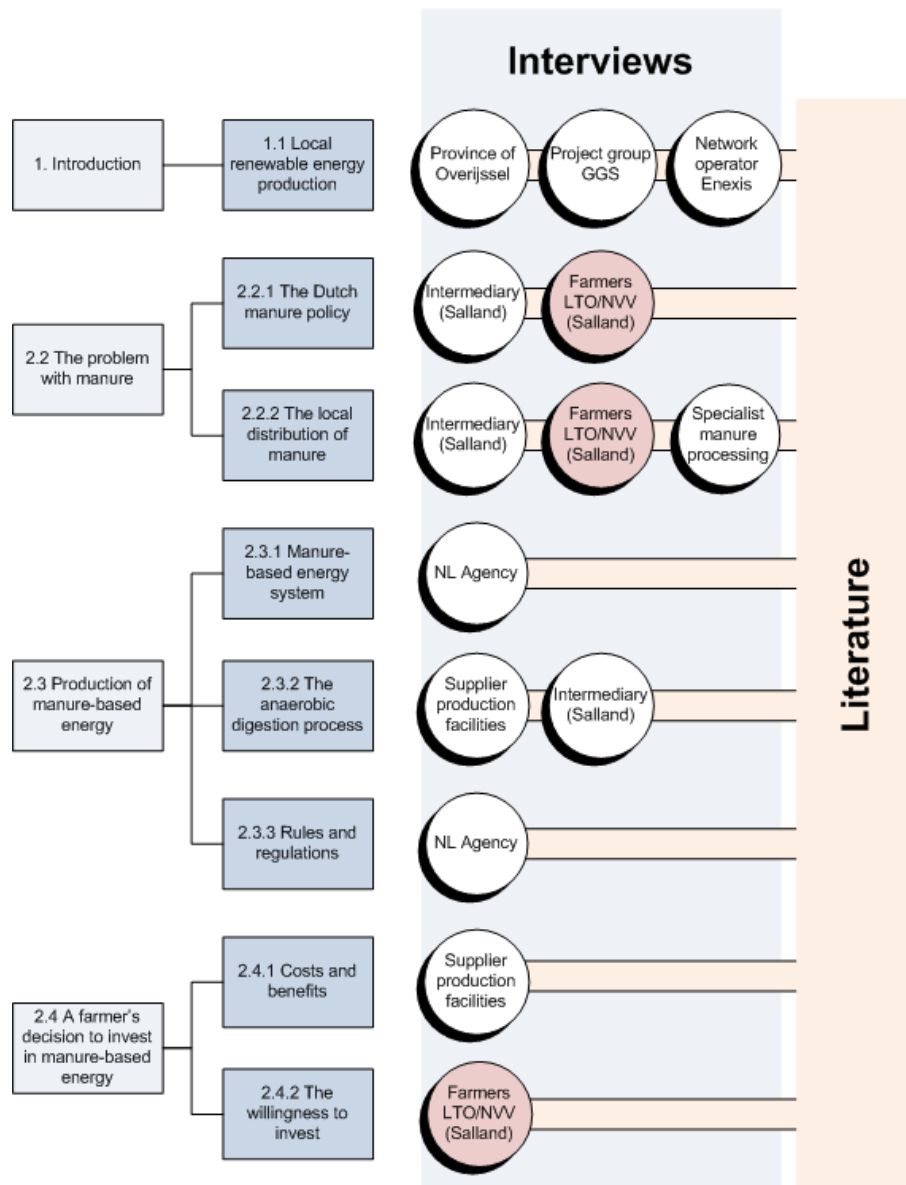 Interviews
1. Introduction
1.1 Local
renewable energy
production
Province of
Overijssel
Project group
GGS
Network
operator
Enexis
2.2 The problem
with manure
2.2.1 The Dutch
manure policy
Intermediary
(Salland)
Farmers
LTO/NVV
(Salland)
2.2.2 The local
distribution of
manure
Intermediary
(Salland)
Farmers
LTO/NVV
(Salland)
Specialist
manure
processing
2.3 Production of
manure-based
energy
2.3.1 Manure-
based energy
system
NL Agency
2.3.2 The
anaerobic
digestion process
Supplier
production
facilities
Intermediary
(Salland)
2.3.3 Rules and
regulations
NL Agency
2.4 A farmer's
decision to invest
in manure-based
energy
2.4.1 Costs and
benefits
Supplier
production
facilities
2.4.2 The
willingness to
invest
Farmers
LTO/NVV
(Salland)
Literature